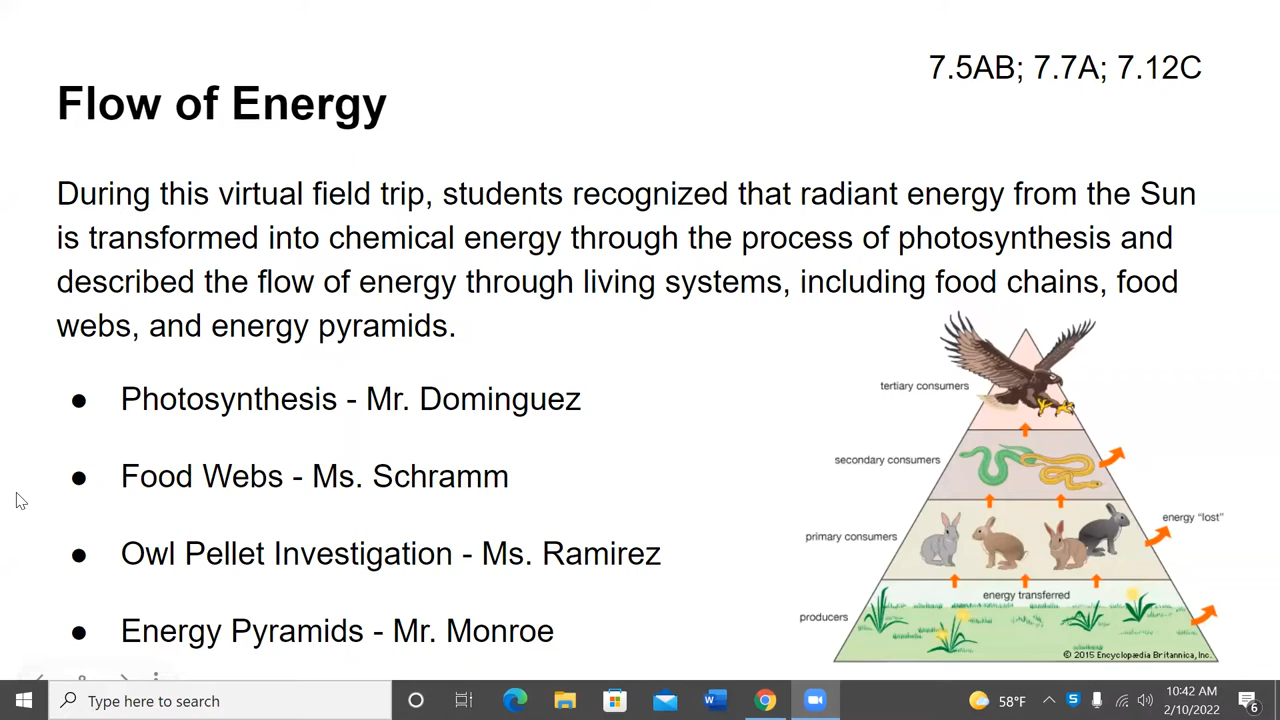 7.5AB; 7.7A; 7.12C
Flow of Energy
During this virtual field trip, students recognized that radiant energy from the Sun
is transformed into chemical energy through the process of photosynthesis and
described the flow of energy through living systems, including food chains, food
webs, and energy pyramids.
● Photosynthesis - Mr. Dominguez
● Food Webs - Ms. Schramm
● Owl Pellet Investigation - Ms. Ramirez
● Energy Pyramids - Mr. Monroe
tertiary consumers
secondary consumers
energy "lost"
primary consumers
energy transferred
producers
© 2015 Encyclopædia Britannica, Inc.
Type here to search
58°F
10:42 AM
2/10/2022
6